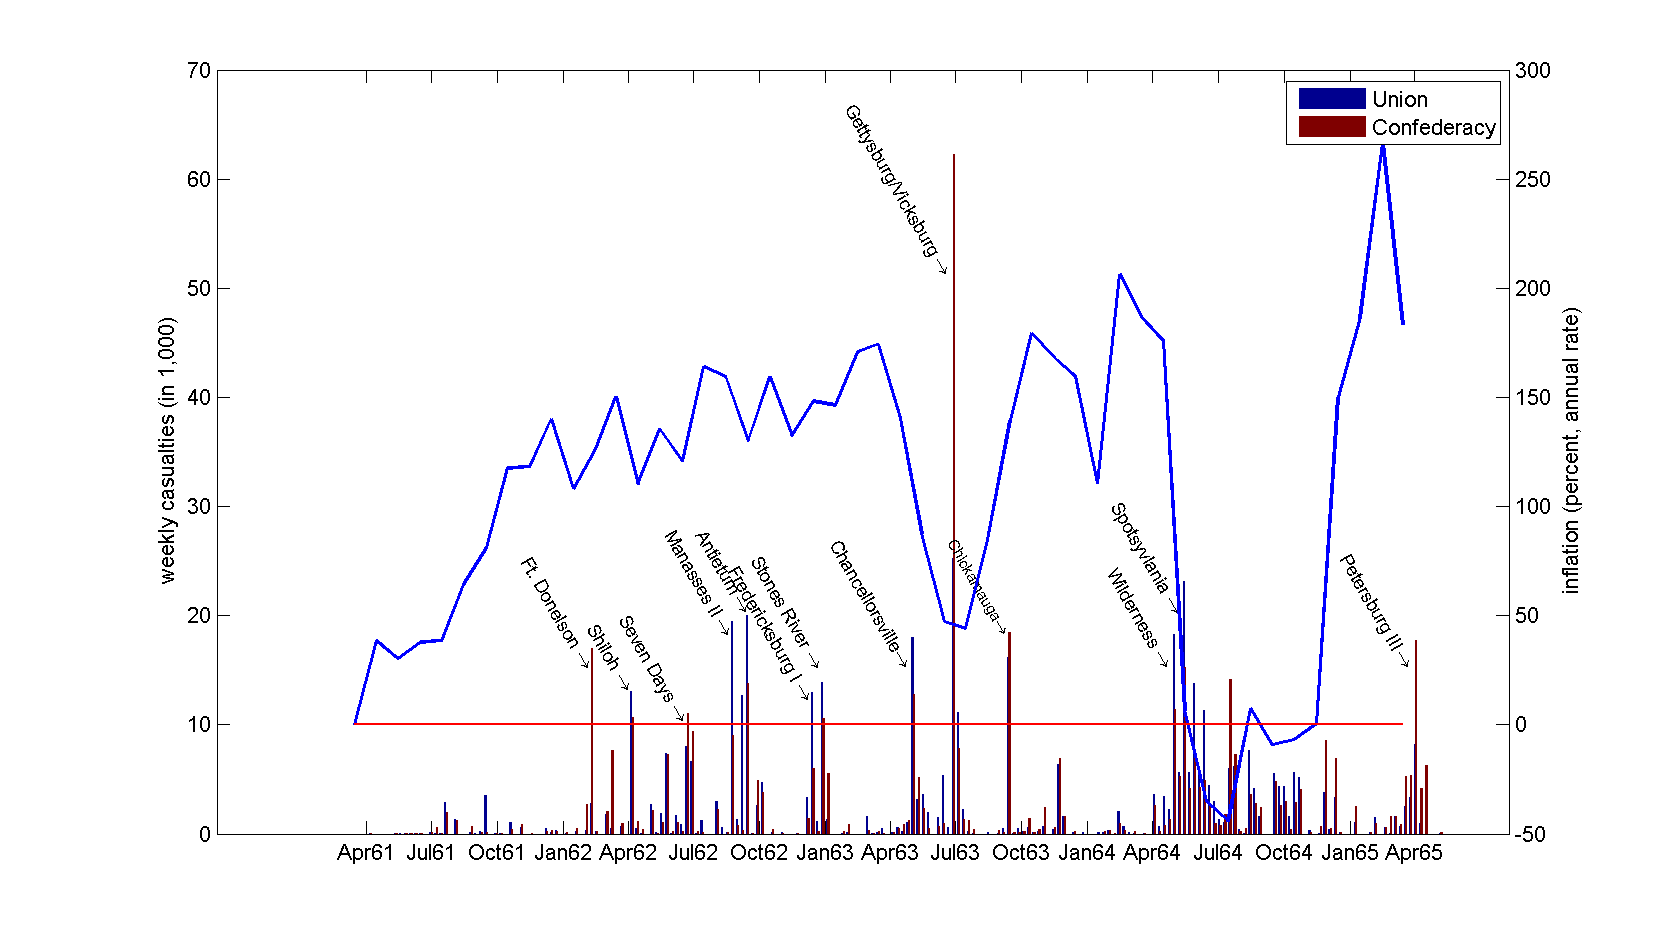 70
60
50
40
30
20
10
0
weekly casualties (in 1,000)
300
250
200
150
100
50
0
-50
inflation (percent, annual rate)
Union
Confederacy
Ft. Donelson →
Shiloh →
Seven Days →
Manasses II →
Antietum →
Fredericksburg I →
Stones River →
Chancellorsville→
Gettysburg/Vicksburg →
Chickamauga→
Spotsyvlania →
Wilderness →
Petersburg III →
Apr61 Jul61 Oct61 Jan62 Apr62 Jul62 Oct62 Jan63 Apr63 Jul63 Oct63 Jan64 Apr64 Jul64 Oct64 Jan65 Apr65